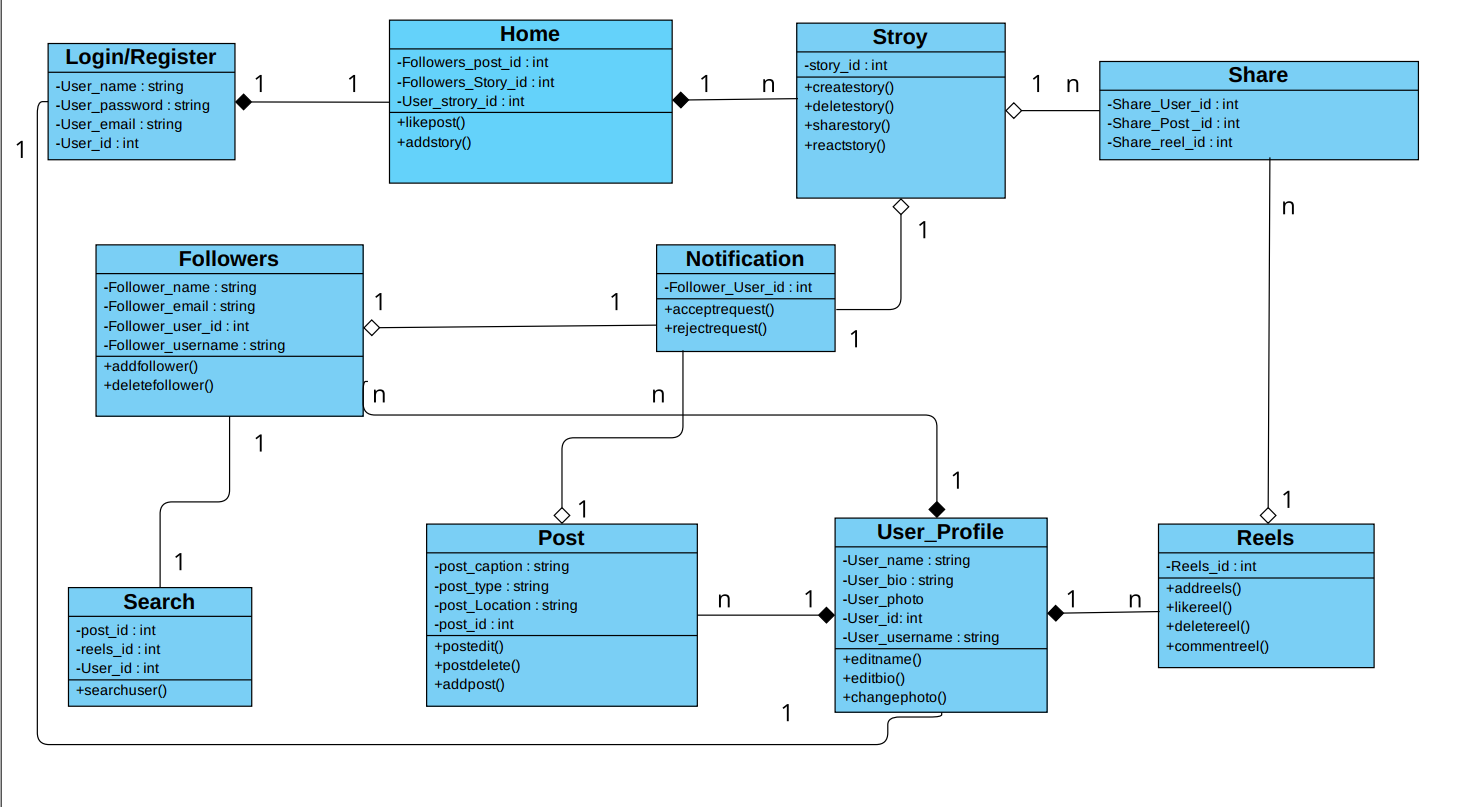 Login/Register
-User_name : string
-User_password : string
-User_email : string
-User_id : int
1
1
1
Home
-Followers_post_id : int
-Followers_Story_id : int
-User_strory_id : int
+likepost()
+addstory()
1
n
Stroy
-story_id : int
+createstory()
+deletestory()
+sharestory()
+reactstory()
1
n
Share
-Share_User_id : int
-Share_Post _id : int
-Share_reel_id : int
n
1
Followers
-Follower_name : string
-Follower_email : string
-Follower_user_id : int
-Follower_username : string
+addfollower()
+deletefollower()
1
1
Notification
-Follower_User_id : int
+acceptrequest()
+rejectrequest()
1
n
n
1
1
1
1
Search
-post_id : int
-reels_id : int
-User_id : int
+searchuser()
1
Post
-post_caption : string
-post_type : string
-post_Location : string
-post_id : int
+postedit()
+postdelete()
+addpost()
n
1
User_Profile
-User_name : string
-User_bio : string
-User_photo
-User_id: int
-User_username : string
+editname()
+editbio()
+changephoto()
1
n
Reels
-Reels_id : int
+addreels()
+likereel()
+deletereel()
+commentreel()
1